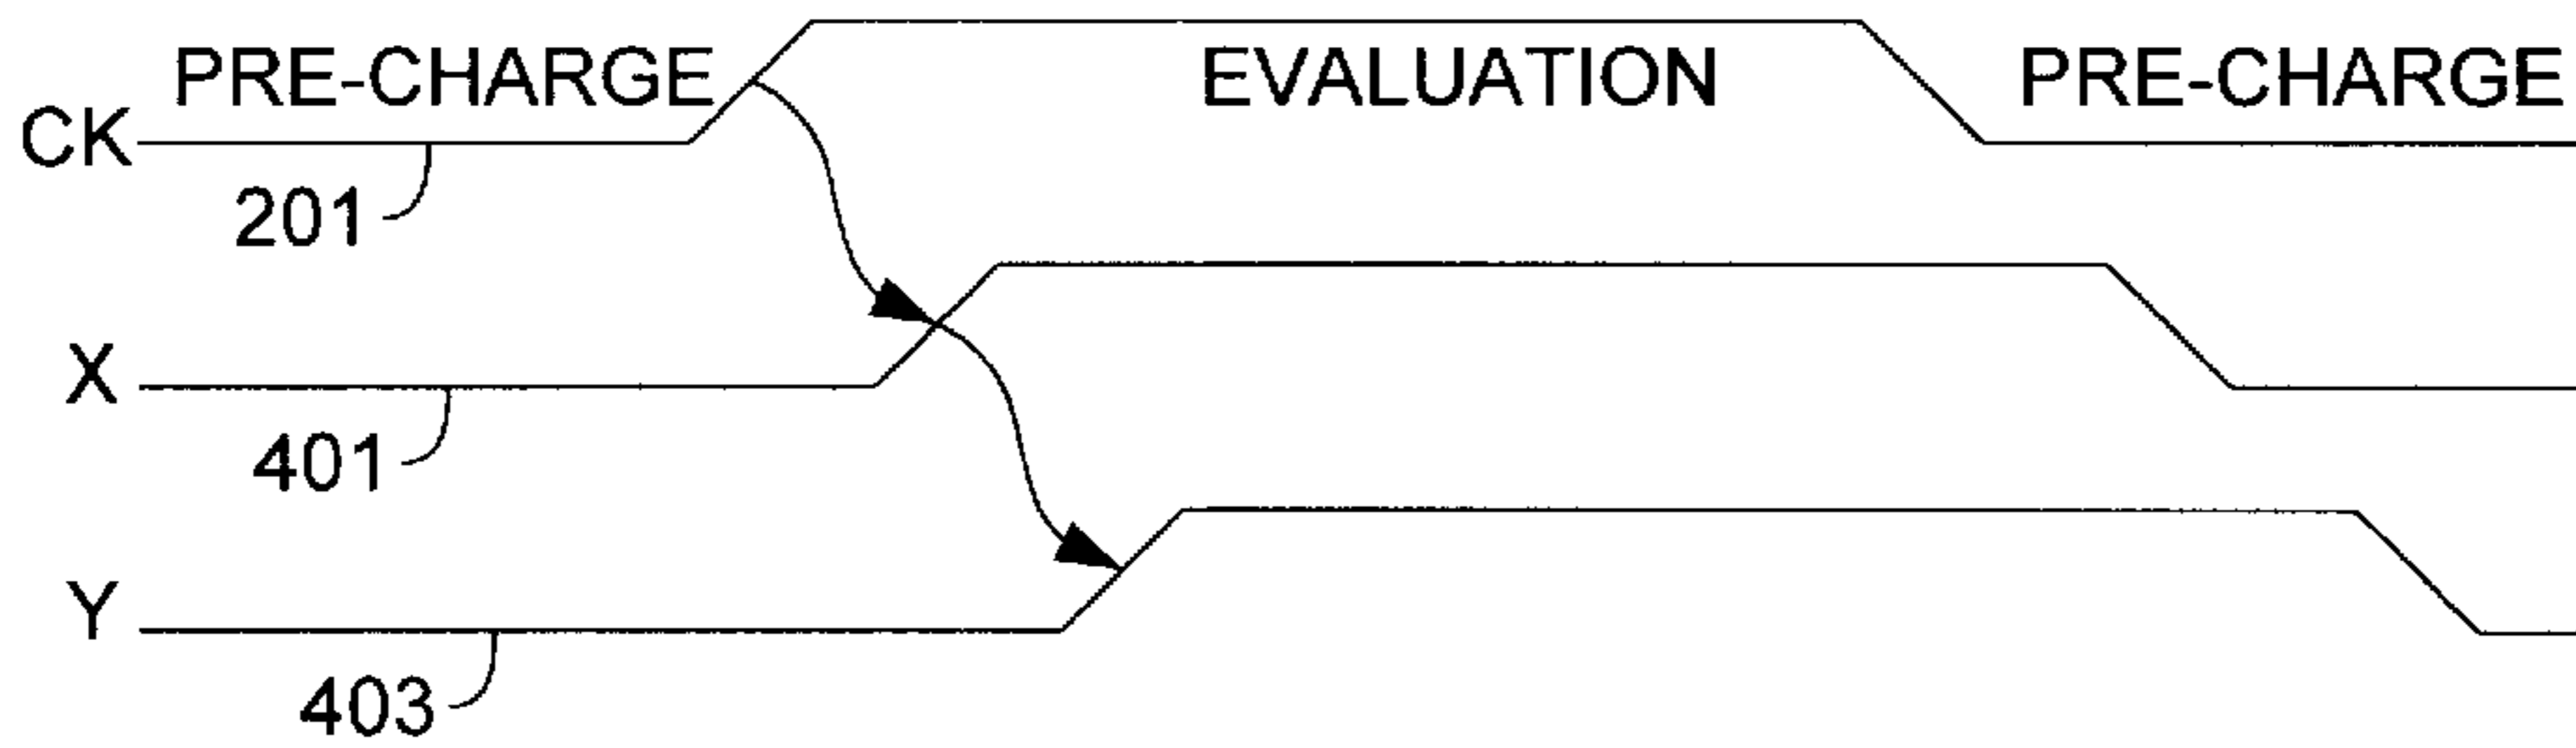 PRE-CHARGE EVALUATION PRE-CHARGE
CK
201
X
401
Y
403